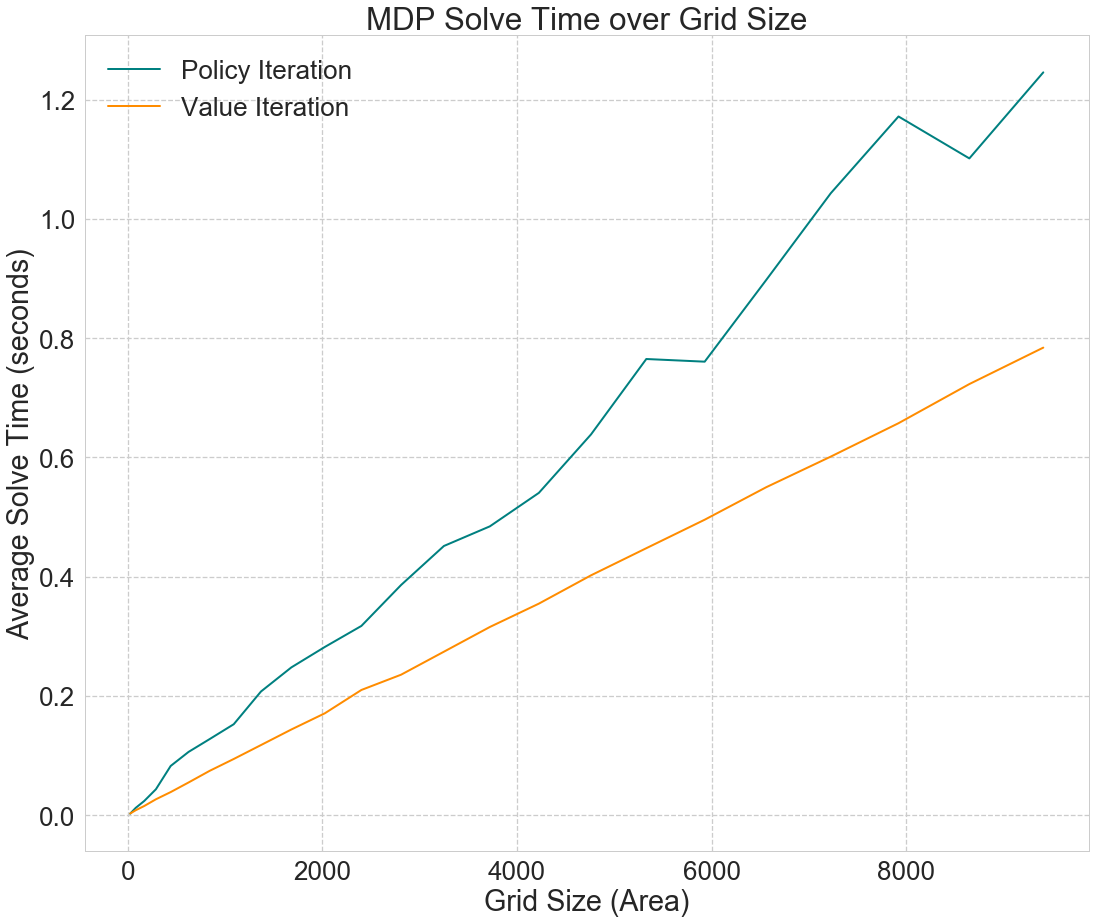 MDP Solve Time over Grid Size
Policy Iteration
Value Iteration
Average Solve Time (seconds)
1.2
1.0
0.8
0.6
0.4
0.2
0.0
0 2000 4000 6000 8000
Grid Size (Area)